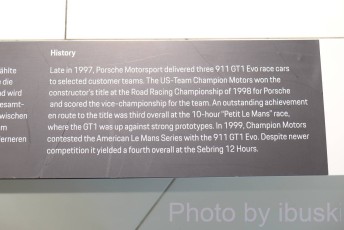 History
Late in 1997, Porsche Motorsport delivered three 911 GT1 Evo race cars
to selected customer teams. The US-Team Champion Motors won the
constructor's title at the Road Racing Championship of 1998 for Porsche
and scored the vice-championship for the team. An outstanding achievement
en route to the title was third overall at the 10-hour "Petit Le Mans" race,
where the GT1 was up against strong prototypes. In 1999, Champion Motors
contested the American Le Mans Series with the 911 GT1 Evo. Despite newer
competition it yielded a fourth overall at the Sebring 12 Hours.
ählte
die
d wird
esamt-
wischen
m
erneren
Photo by ibuski